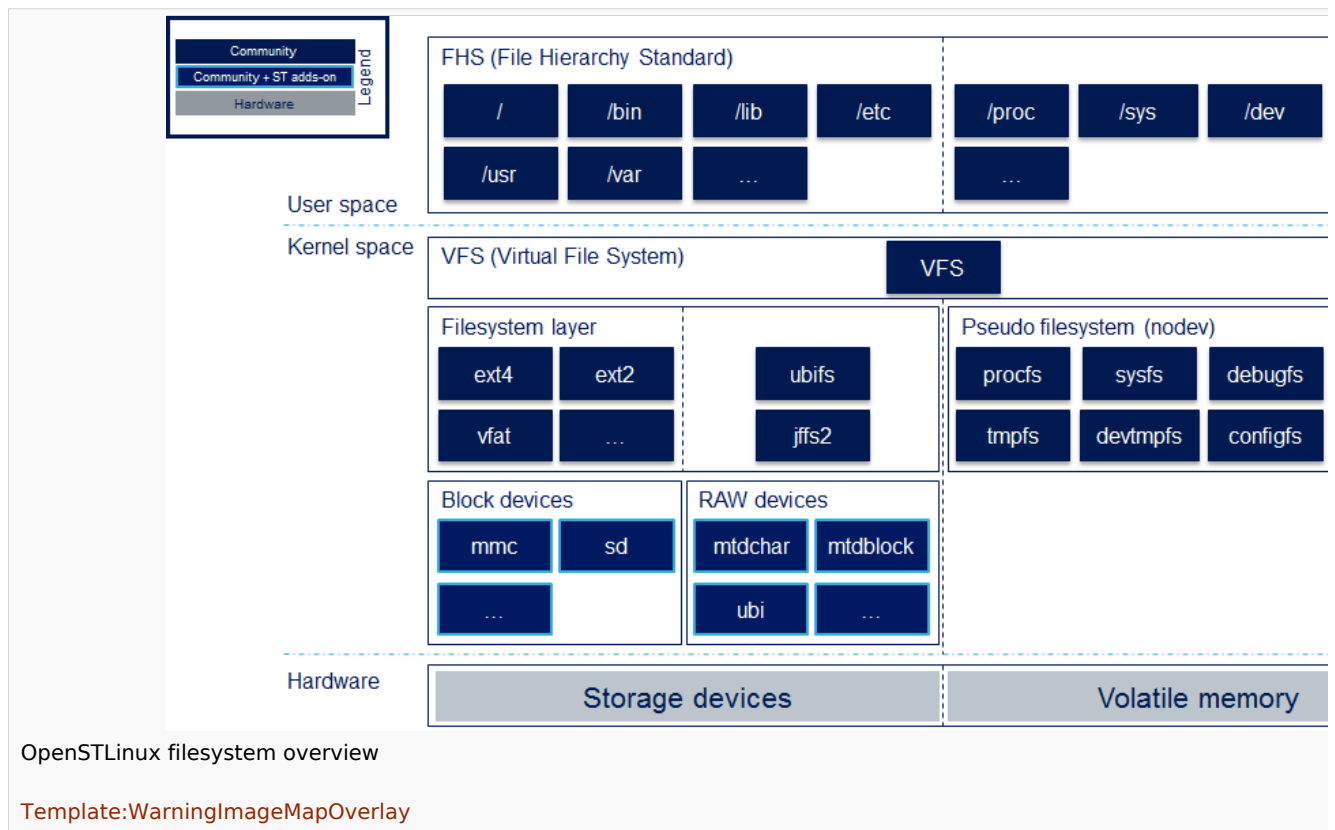 Community
Community + ST adds-on
Hardware
Legend
FHS (File Hierarchy Standard)
/ /bin /lib /etc /proc /sys /dev
/usr /var ... ...
User space
Kernel space
VFS (Virtual File System)
VFS
Filesystem layer
Pseudo filesystem (nodev)
ext4 ext2 ubifs procfs sysfs debugfs
vfat ... jffs2 tmpfs devtmpfs configfs
Block devices
RAW devices
mmc sd mtdchar mtdblock
... ubi ...
Hardware
Storage devices
Volatile memory
OpenSTLinux filesystem overview
Template:WarningImageMapOverlay